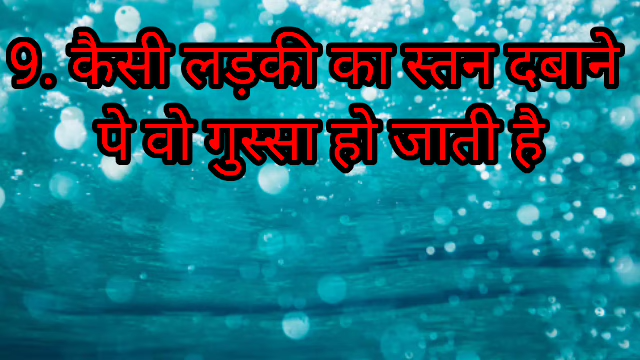 9. कैसी लड़की का स्तन दबाने
पे वो गुस्सा हो जाती है